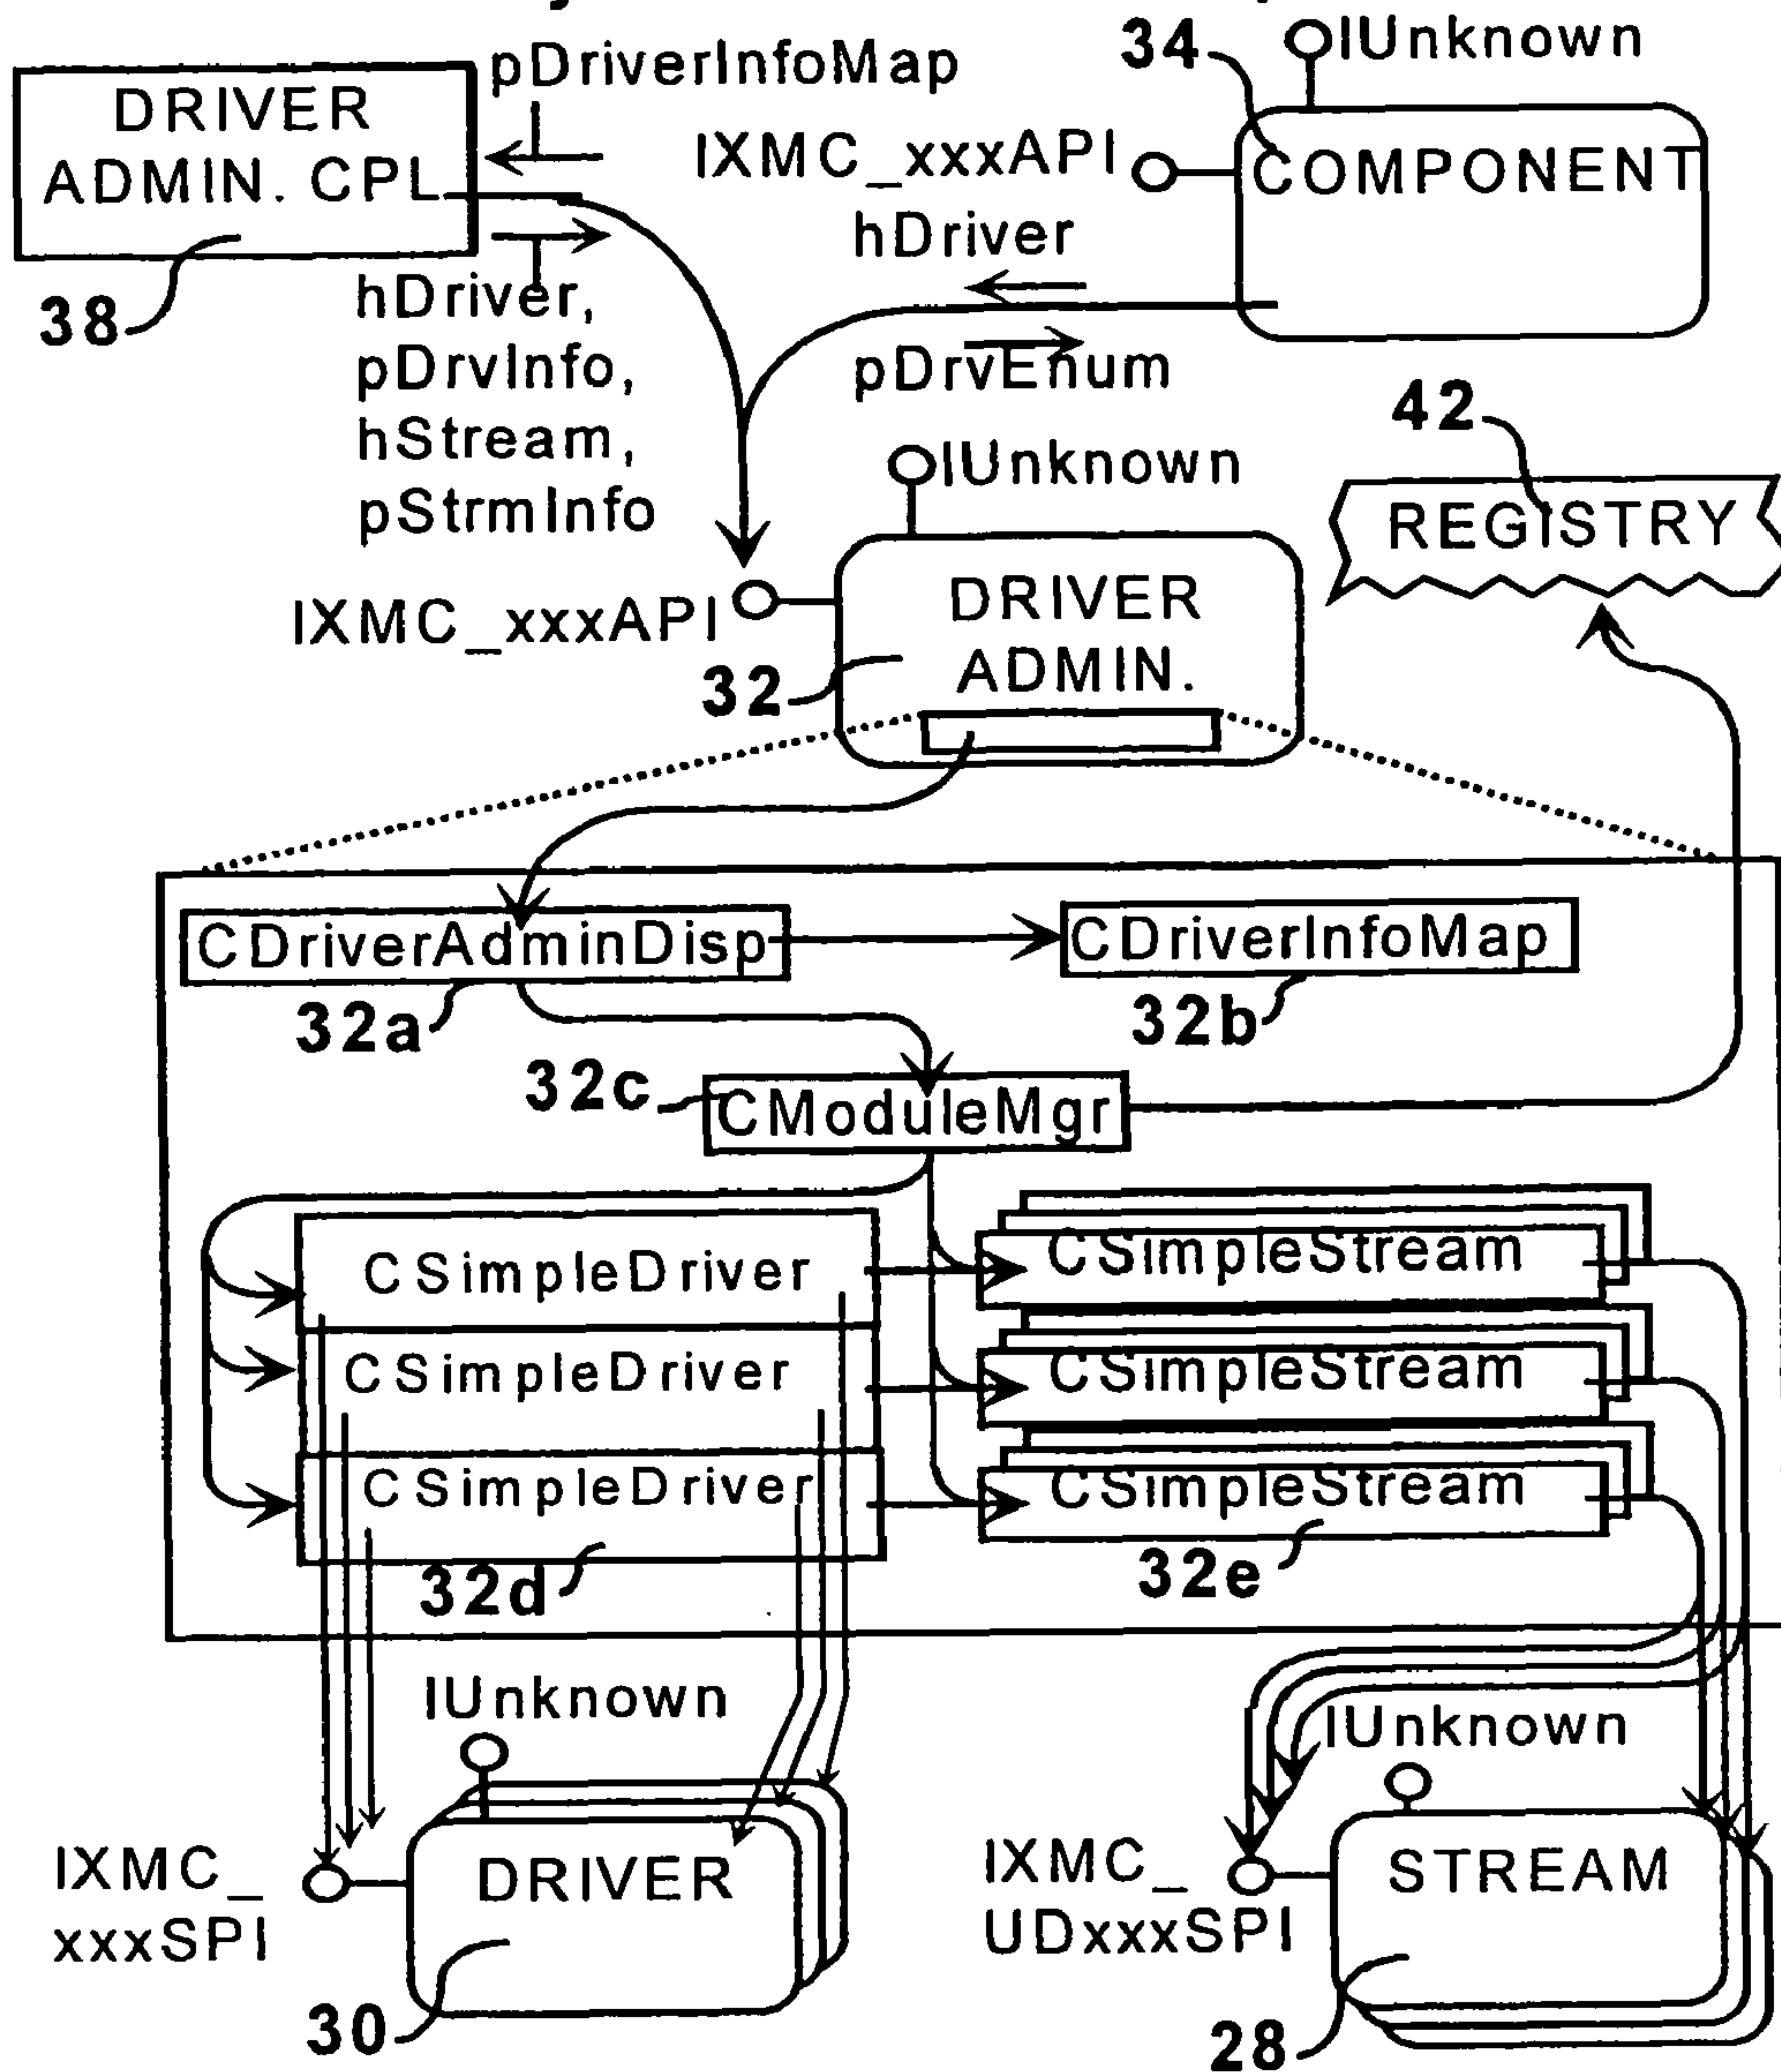 34
IUnknown
pDriverInfoMap
DRIVER
ADMIN. CPL
IXMC_xxxAPI
COMPONENT
hDriver
38
hDriver,
pDrvInfo,
hStream,
pStrmInfo
pDrvEnum
42
IUnknown
REGISTRY
IXMC_xxxAPI
DRIVER
ADMIN.
32
CDriverAdminDisp
CDriverInfoMap
32a
32b
32c
CModuleMgr
CSimpleDriver
CSimpleStream
CSimpleDriver
CSimpleStream
CSimpleDriver
CSimpleStream
32d
32e
IUnknown
IUnknown
IXMC_
xxxSPI
DRIVER
IXMC_
UDxxxSPI
STREAM
30
28